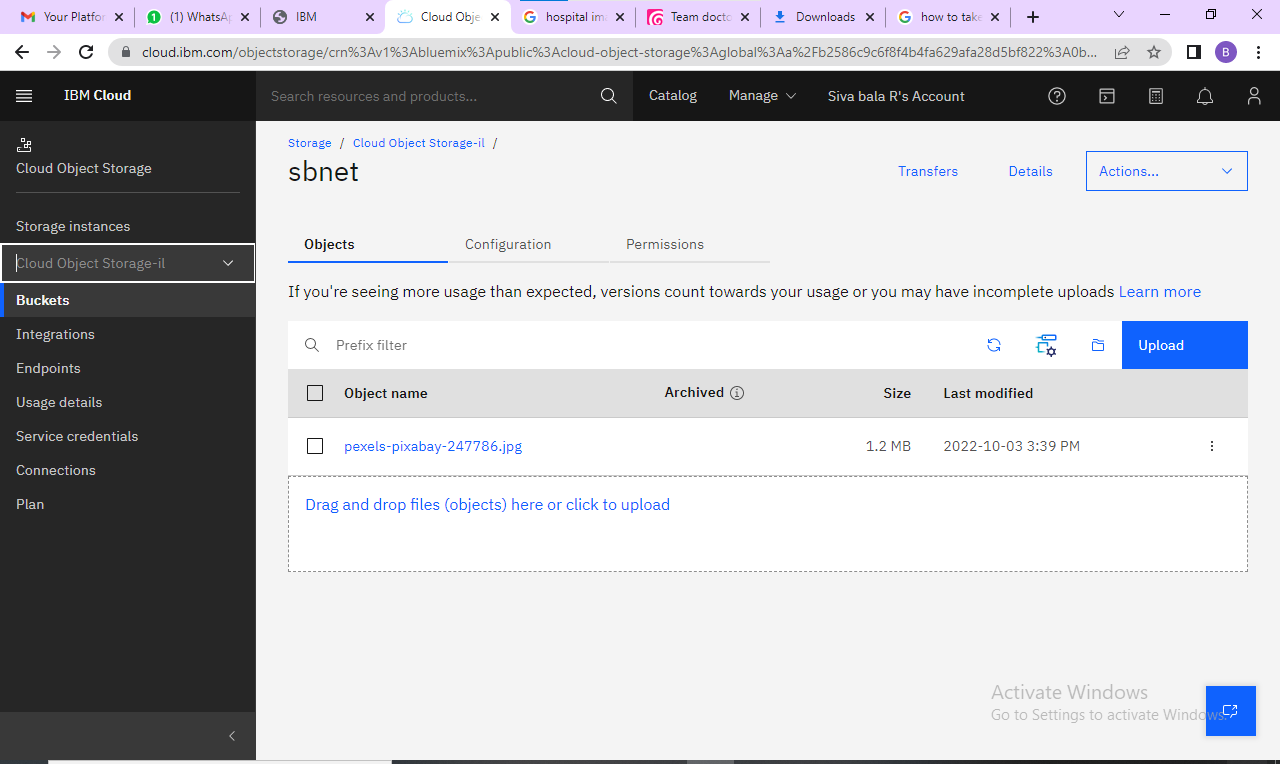 Your Platfor
(1) WhatsAp
IBM
Cloud Obje
hospital ima
Team docto
Downloads
how to take
cloud.ibm.com/objectstorage/crn%3Av1%3Abluemix%3Apublic%3Acloud-object-storage%3Aglobal%3Aa%2Fb2586c9c6f8f4b4fa629afa28d5bf822%3A0b...
B
IBM Cloud
Search resources and products...
Catalog
Manage
Siva bala R's Account
Cloud Object Storage
Storage instances
Cloud Object Storage-il
Buckets
Integrations
Endpoints
Usage details
Service credentials
Connections
Plan
Storage / Cloud Object Storage-il /
sbnet
Transfers
Details
Actions...
Objects
Configuration
Permissions
If you're seeing more usage than expected, versions count towards your usage or you may have incomplete uploads Learn more
Prefix filter
Upload
Object name Archived Size Last modified
pexels-pixabay-247786.jpg 1.2 MB 2022-10-03 3:39 PM
Drag and drop files (objects) here or click to upload
Activate Windows
Go to Settings to activate Windows.